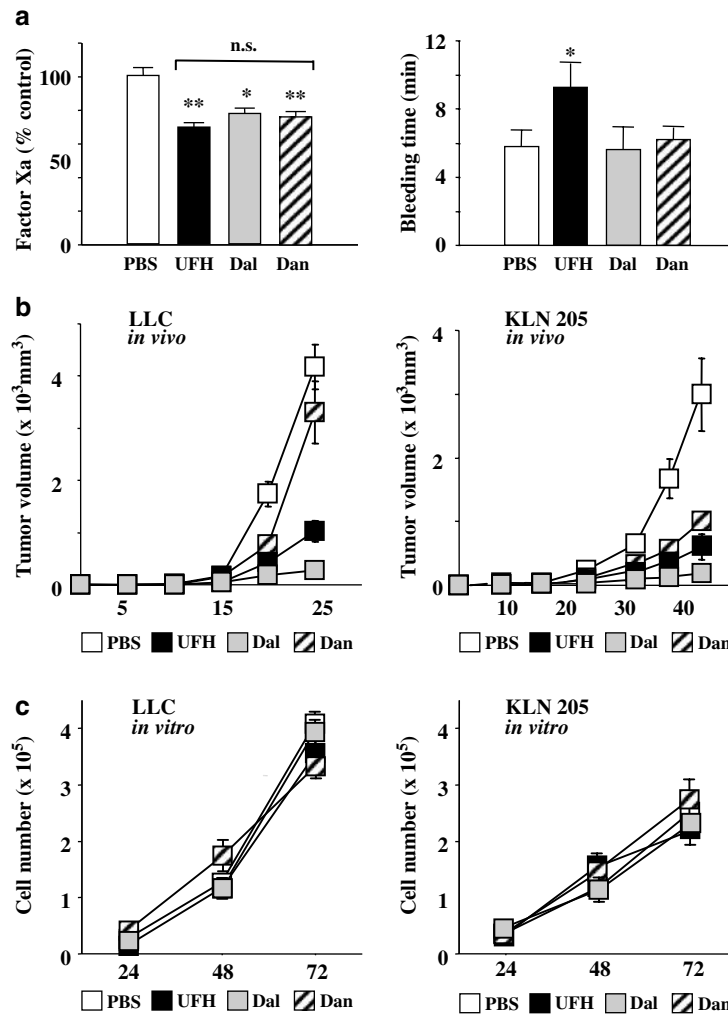 a
n.s.
Factor Xa (% control)
100
50
0
** * **
PBS UFH Dal Dan
Bleeding time (min)
12
8
4
0
*
PBS UFH Dal Dan
b
LLC
in vivo
Tumor volume (x 10³mm³)
4
2
0
5 15 25
PBS UFH Dal Dan
KLN 205
in vivo
Tumor volume (x 10³mm³)
4
2
0
10 20 30 40
PBS UFH Dal Dan
c
LLC
in vitro
Cell number (x 10⁵)
4
3
2
1
0
24 48 72
PBS UFH Dal Dan
KLN 205
in vitro
Cell number (x 10⁵)
4
3
2
1
0
24 48 72
PBS UFH Dal Dan